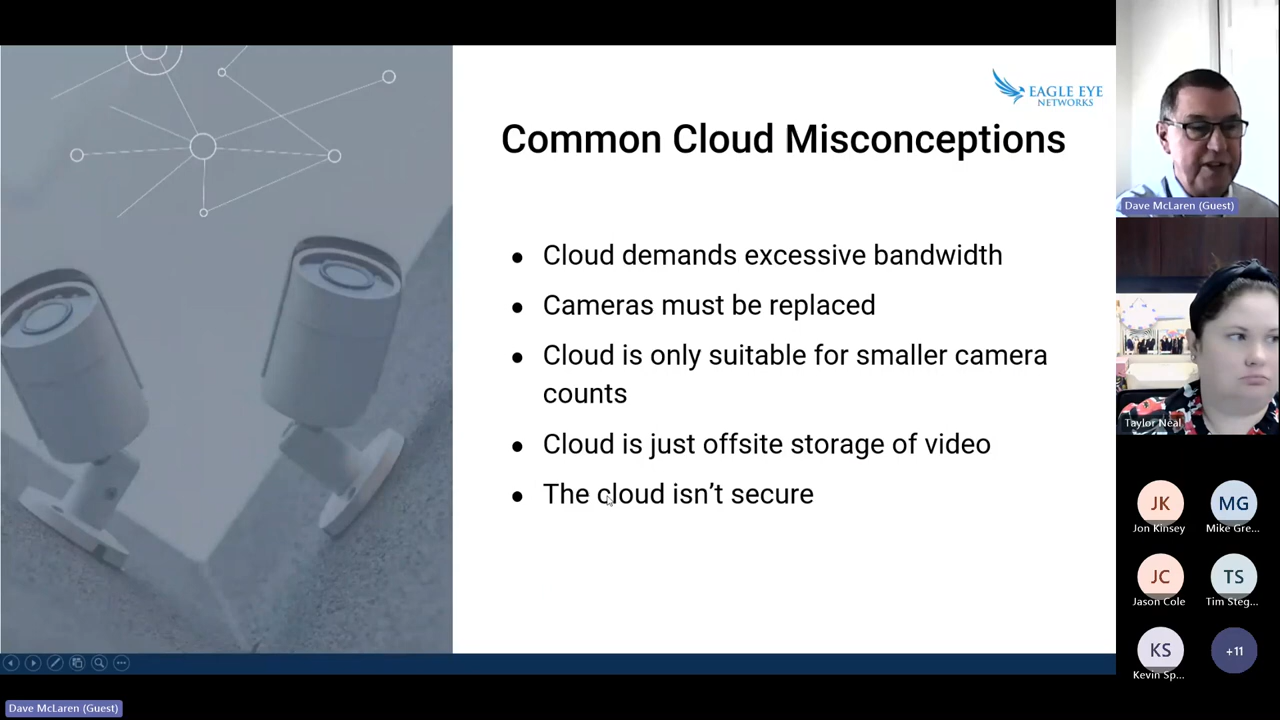 EAGLE EYE
NETWORKS
Common Cloud Misconceptions
• Cloud demands excessive bandwidth
• Cameras must be replaced
• Cloud is only suitable for smaller camera
counts
• Cloud is just offsite storage of video
• The cloud isn't secure
Dave McLaren (Guest)
Taylor Neal
JK
Jon Kinsey
MG
Mike Gre...
JC
Jason Cole
TS
Tim Steg...
KS
Kevin Sp...
+11
Dave McLaren (Guest)